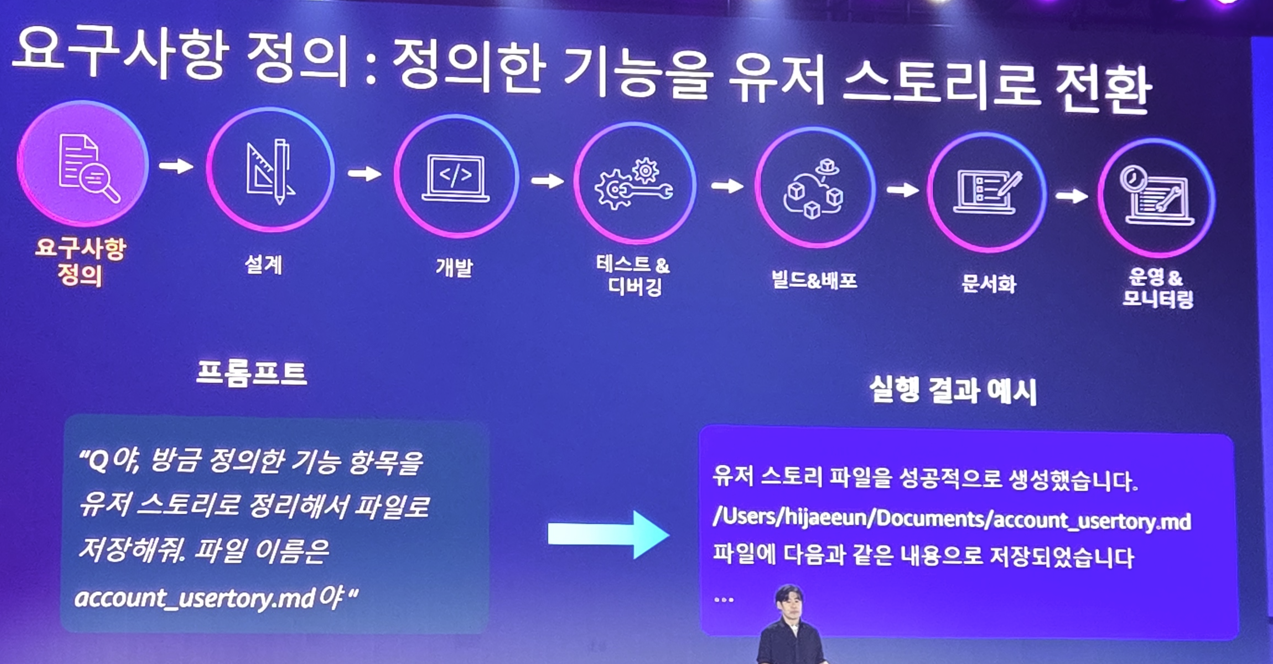 요구사항 정의 : 정의한 기능을 유저 스토리로 전환
</>
요구사항
정의
설계
개발
테스트 &
디버깅
빌드&배포
문서화
운영 &
모니터링
프롬프트
"Q야, 방금 정의한 기능 항목을
유저 스토리로 정리해서 파일로
저장해줘. 파일 이름은
account_usertory.md야"
실행 결과 예시
유저 스토리 파일을 성공적으로 생성했습니다.
/Users/hijaeeun/Documents/account_usertory.md
파일에 다음과 같은 내용으로 저장되었습니다
...